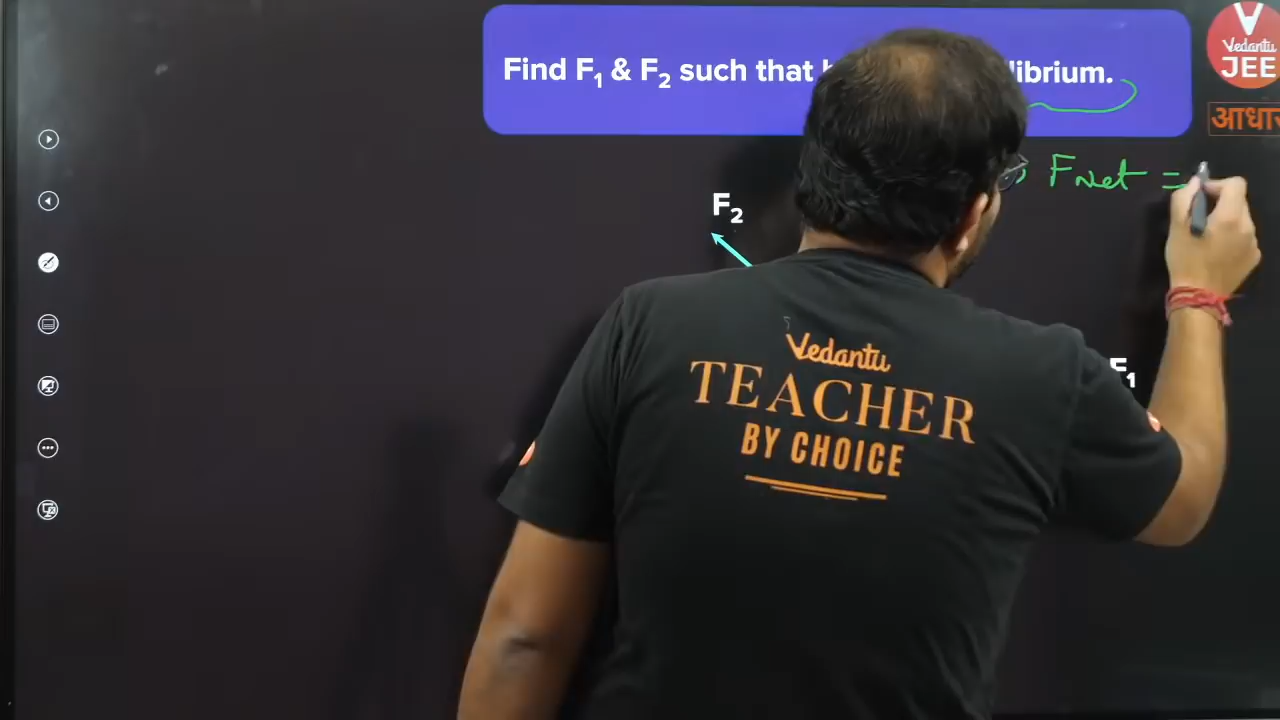 Find F₁ & F₂ such that
librium.
Vedantu
JEE
आधार
Fnet =
F₂
F₁
Vedantu
TEACHER
BY CHOICE